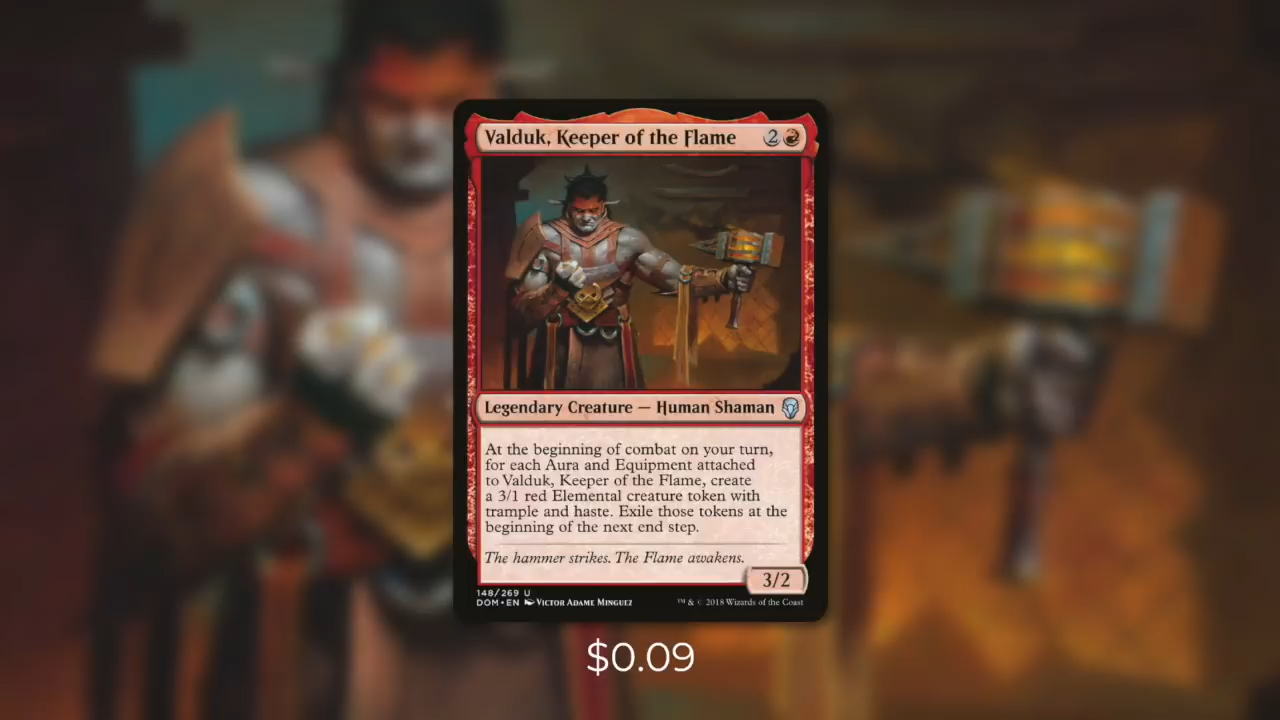 Valduk, Keeper of the Flame 2
Legendary Creature — Human Shaman
At the beginning of combat on your turn,
for each Aura and Equipment attached
to Valduk, Keeper of the Flame, create
a 3/1 red Elemental creature token with
trample and haste. Exile those tokens at the
beginning of the next end step.
The hammer strikes. The Flame awakens.
3/2
148/269 U
DOM • EN VICTOR ADAME MINGUEZ
™ & © 2018 Wizards of the Coast
$0.09